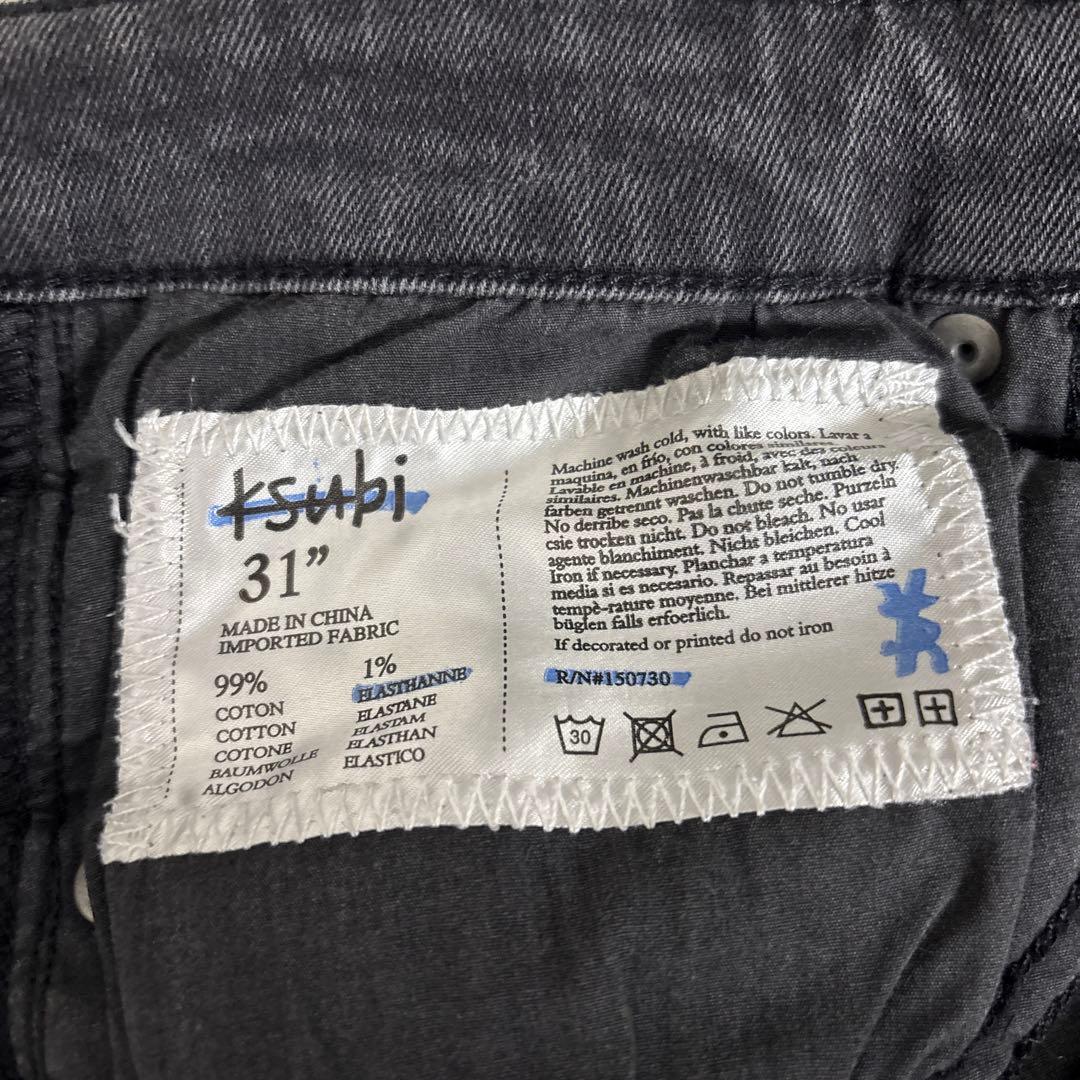 ksubi
31”
MADE IN CHINA
IMPORTED FABRIC
99%
COTON
COTTON
COTONE
BAUMWOLLE
ALGODON
1%
ELASTHANNE
ELASTANE
ELASTAM
ELASTHAN
ELASTICO
Machine wash cold, with like colors. Lavar a
maquina, en frío, con colores similares.
Lavable en machine, à froid, avec des couleurs
similaires. Machinenwaschbar kalt, nach
farben getrennt waschen. Do not tumble dry.
No derribe seco. Pas la chute seche. Purzeln
csie trocken nicht. Do not bleach. No usar
agente blanchiment. Nicht bleichen. Cool
Iron if necessary. Planchar a temperatura
media si es necesario. Repassar au besoin à
tempè-rature moyenne. Bei mittlerer hitze
büglen falls erfoerlich.
If decorated or printed do not iron
R/N#150730
30